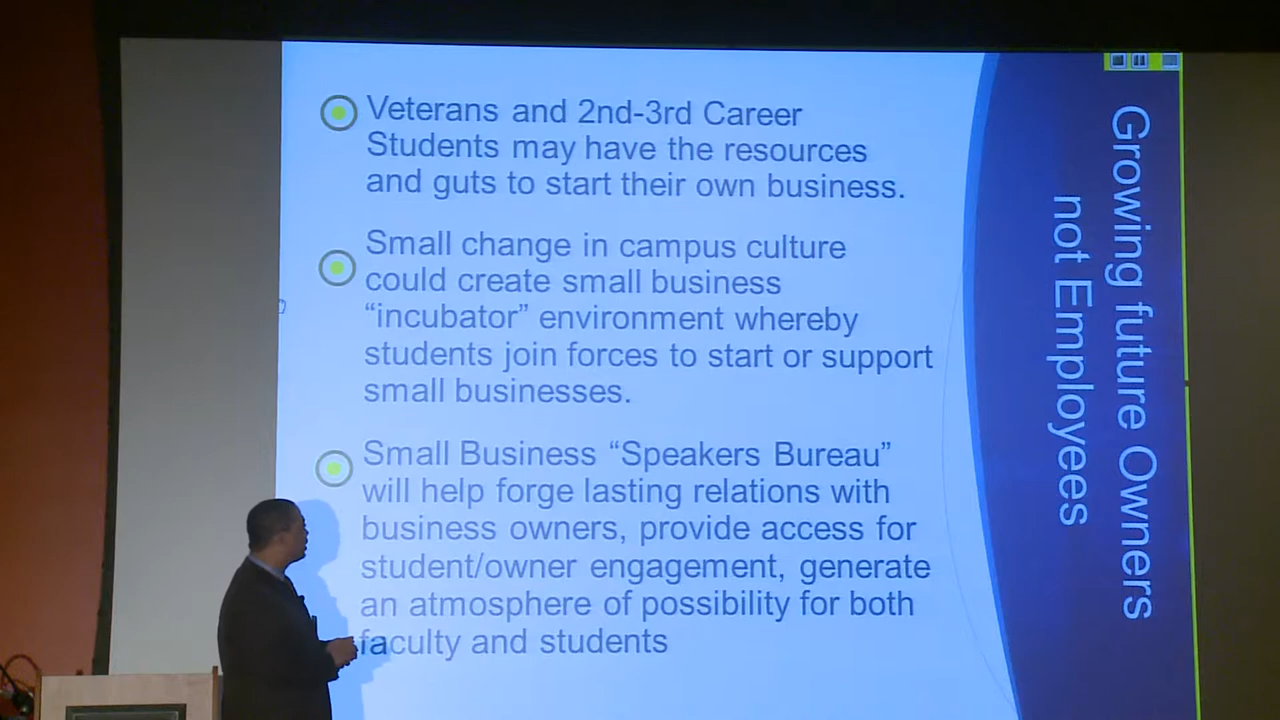 Growing future Owners
not Employees
Veterans and 2nd-3rd Career
Students may have the resources
and guts to start their own business.
Small change in campus culture
could create small business
“incubator” environment whereby
students join forces to start or support
small businesses.
Small Business “Speakers Bureau”
will help forge lasting relations with
business owners, provide access for
student/owner engagement, generate
an atmosphere of possibility for both
faculty and students